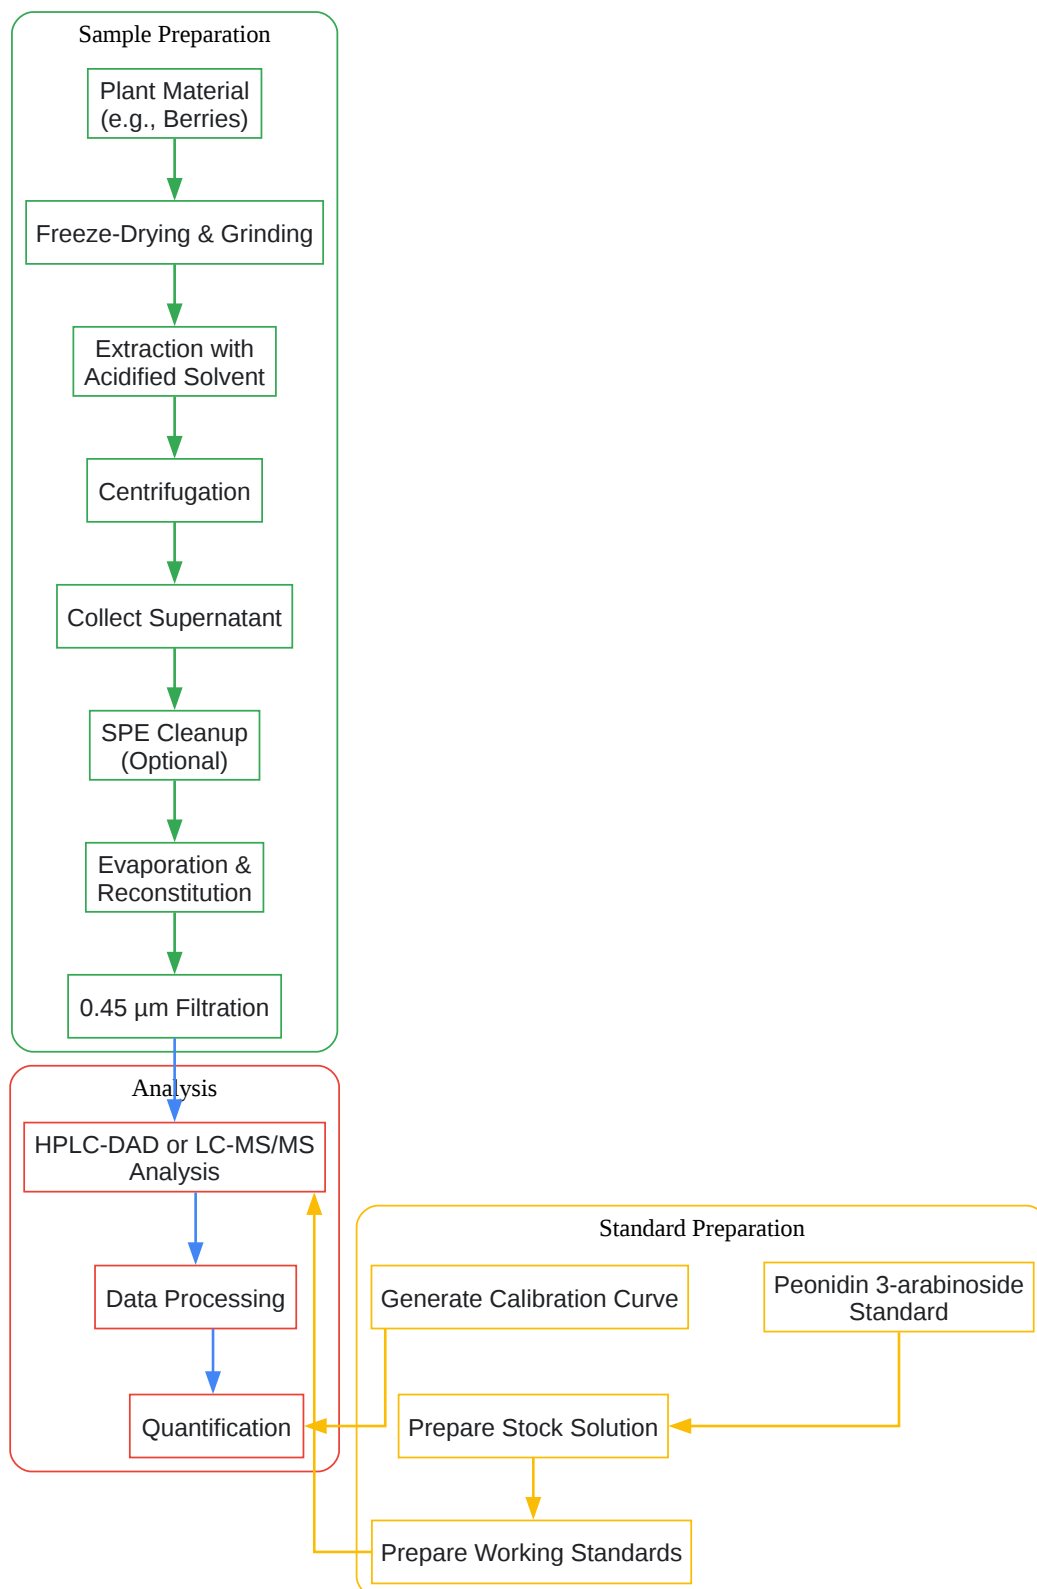 Sample Preparation
Plant Material
(e.g., Berries)
Freeze-Drying & Grinding
Extraction with
Acidified Solvent
Centrifugation
Collect Supernatant
SPE Cleanup
(Optional)
Evaporation &
Reconstitution
0.45 µm Filtration
Analysis
HPLC-DAD or LC-MS/MS
Analysis
Data Processing
Quantification
Standard Preparation
Generate Calibration Curve
Peonidin 3-arabinoside
Standard
Prepare Stock Solution
Prepare Working Standards